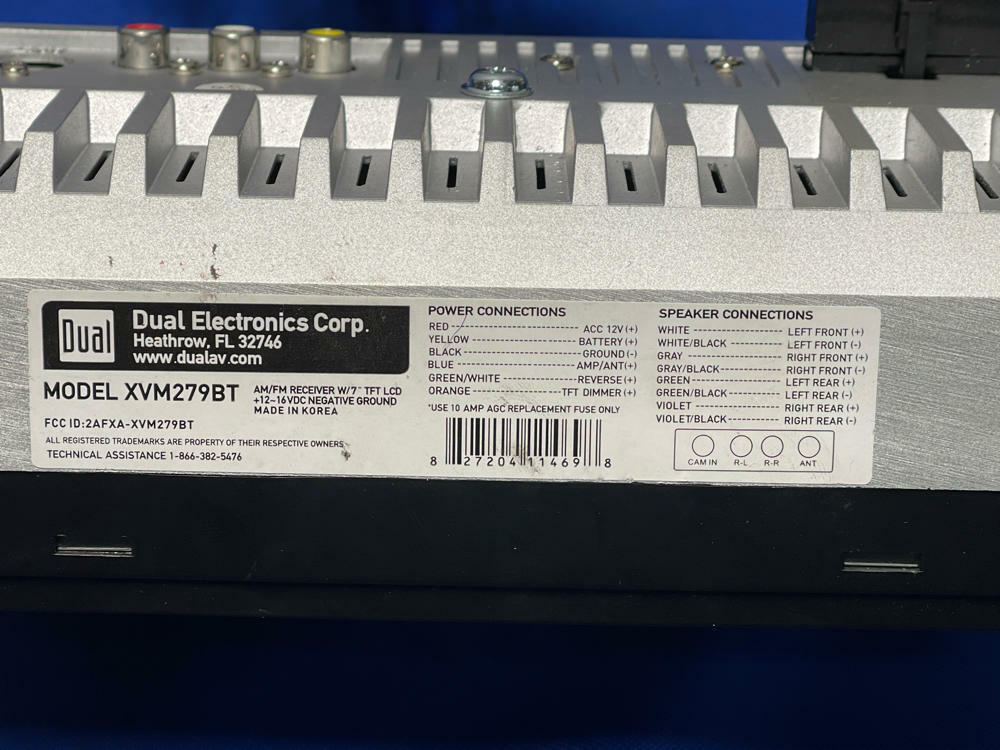 Dual
Dual Electronics Corp.
Heathrow, FL 32746
www.dualav.com
MODEL XVM279BT
AM/FM RECEIVER W/7" TFT LCD
+12~16VDC NEGATIVE GROUND
MADE IN KOREA
FCC ID:2AFXA-XVM279BT
ALL REGISTERED TRADEMARKS ARE PROPERTY OF THEIR RESPECTIVE OWNERS.
TECHNICAL ASSISTANCE 1-866-382-5476
POWER CONNECTIONS
RED ---------------------------- ACC 12V(+)
YELLOW ------------------------- BATTERY(+)
BLACK -------------------------- GROUND(-)
BLUE --------------------------- AMP/ANT(+)
GREEN/WHITE -------------------- REVERSE(+)
ORANGE ------------------------- TFT DIMMER(+)
*USE 10 AMP AGC REPLACEMENT FUSE ONLY
8 27204 11469 8
SPEAKER CONNECTIONS
WHITE -------------------- LEFT FRONT (+)
WHITE/BLACK -------------- LEFT FRONT (-)
GRAY --------------------- RIGHT FRONT (+)
GRAY/BLACK --------------- RIGHT FRONT (-)
GREEN -------------------- LEFT REAR (+)
GREEN/BLACK -------------- LEFT REAR (-)
VIOLET ------------------- RIGHT REAR (+)
VIOLET/BLACK ------------- RIGHT REAR (-)
CAM IN R-L R-R ANT